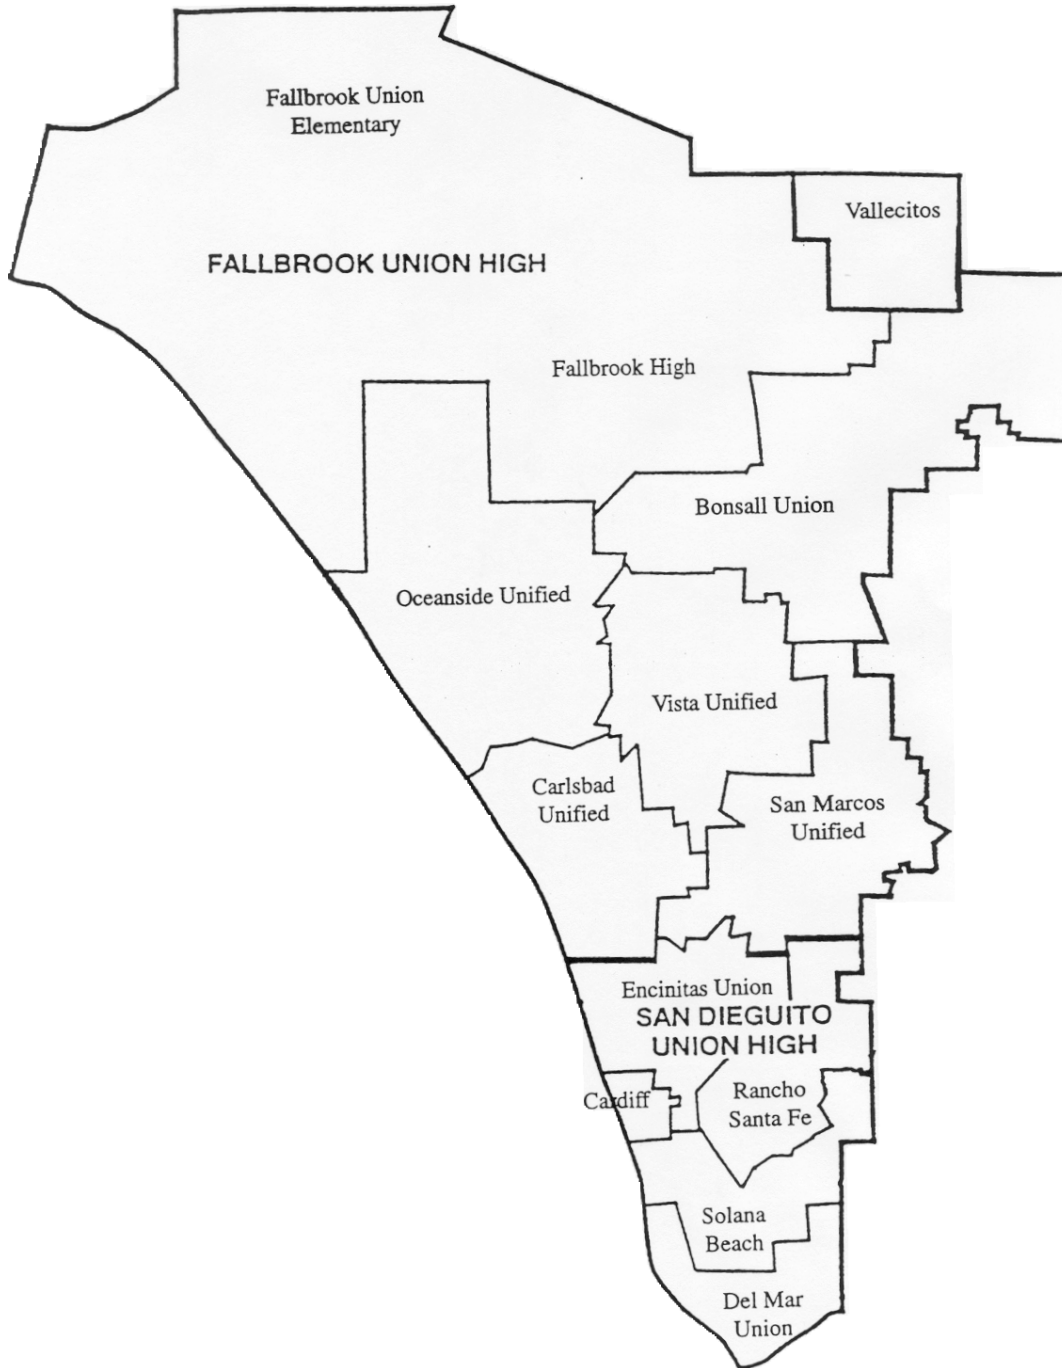 Fallbrook Union
Elementary
Vallecitos
FALLBROOK UNION HIGH
Fallbrook High
Bonsall Union
Oceanside Unified
Vista Unified
Carlsbad
Unified
San Marcos
Unified
Encinitas Union
SAN DIEGUITO
UNION HIGH
Cardiff
Rancho
Santa Fe
Solana
Beach
Del Mar
Union